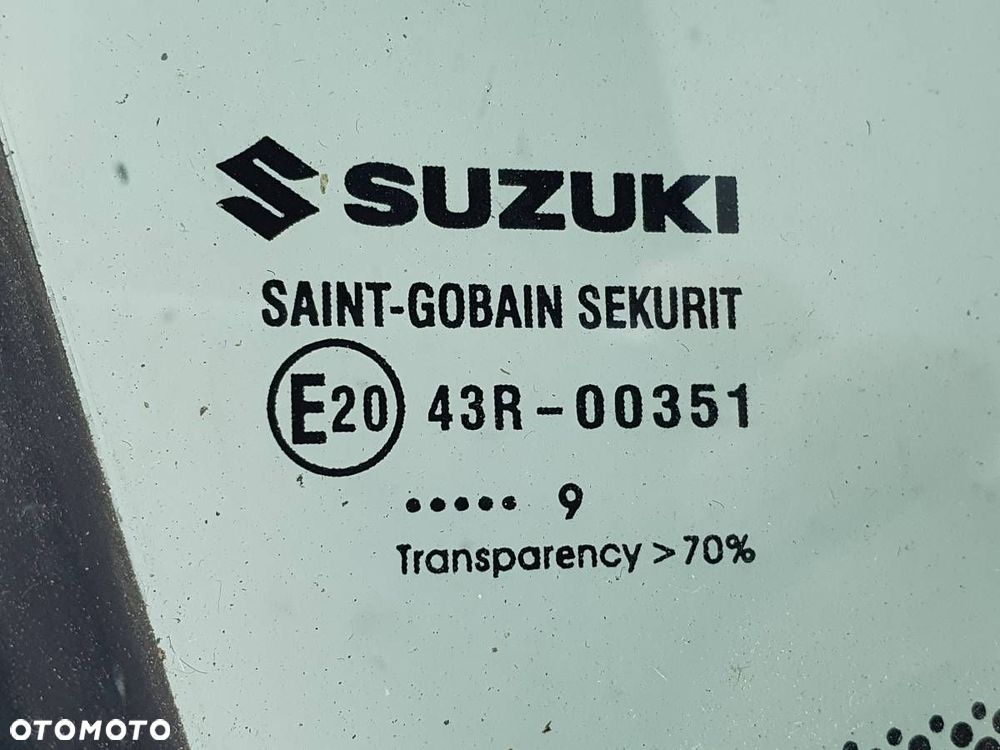 SUZUKI
SAINT-GOBAIN SEKURIT
E20 43R-00351
••••• 9
Transparency > 70%
OTOMOTO